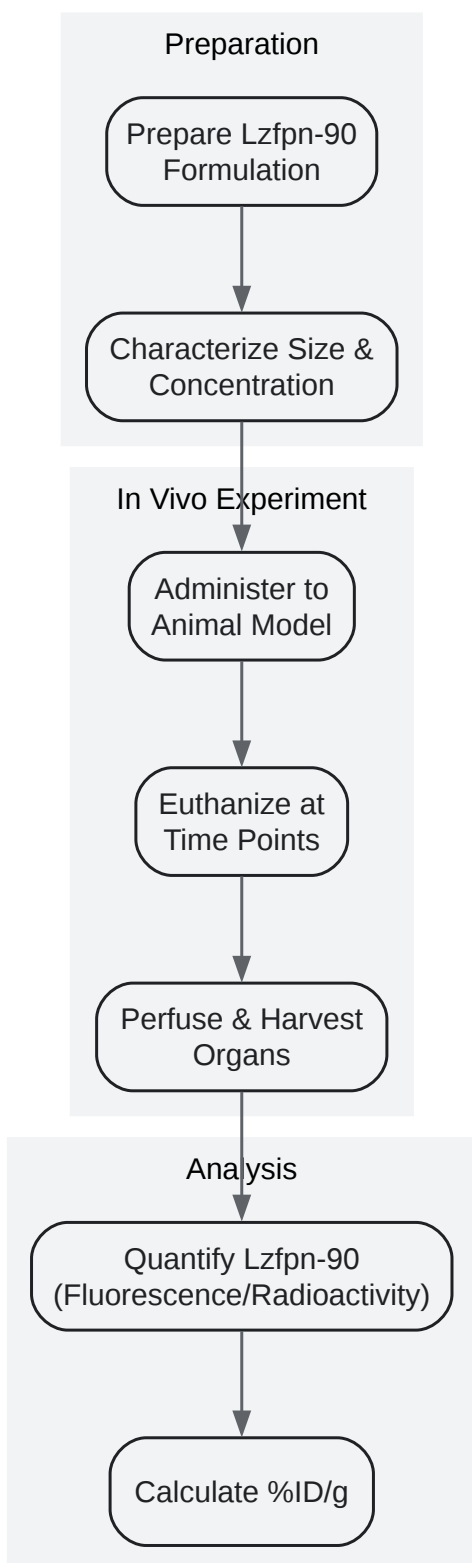 Preparation
Prepare Lzfpn-90
Formulation
Characterize Size &
Concentration
In Vivo Experiment
Administer to
Animal Model
Euthanize at
Time Points
Perfuse & Harvest
Organs
Analysis
Quantify Lzfpn-90
(Fluorescence/Radioactivity)
Calculate %ID/g